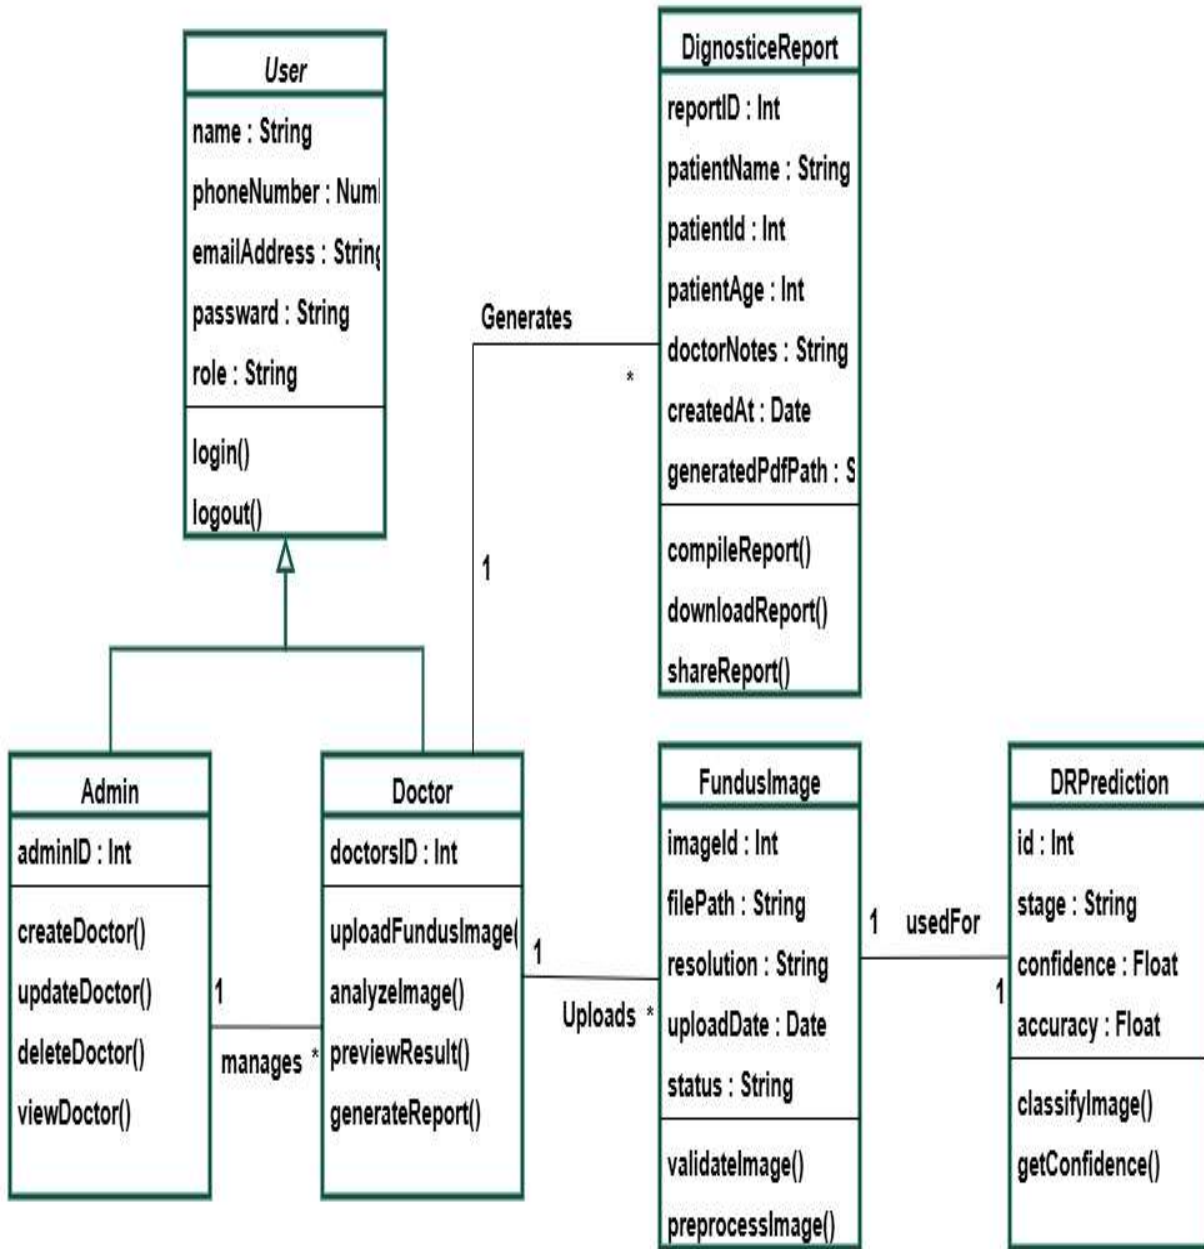 User
name : String
phoneNumber : Num
emailAddress : String
passward : String
role : String
login()
logout()
DignosticeReport
reportID : Int
patientName : String
patientId : Int
patientAge : Int
doctorNotes : String
createdAt : Date
generatedPdfPath : S
compileReport()
downloadReport()
shareReport()
Generates
*
1
Admin
adminID : Int
createDoctor()
updateDoctor()
deleteDoctor()
viewDoctor()
1
manages *
Doctor
doctorsID : Int
uploadFundusImage(
analyzeImage()
previewResult()
generateReport()
1
Uploads *
FundusImage
imageId : Int
filePath : String
resolution : String
uploadDate : Date
status : String
validateImage()
preprocessImage()
1 usedFor
1
DRPrediction
id : Int
stage : String
confidence : Float
accuracy : Float
classifyImage()
getConfidence()